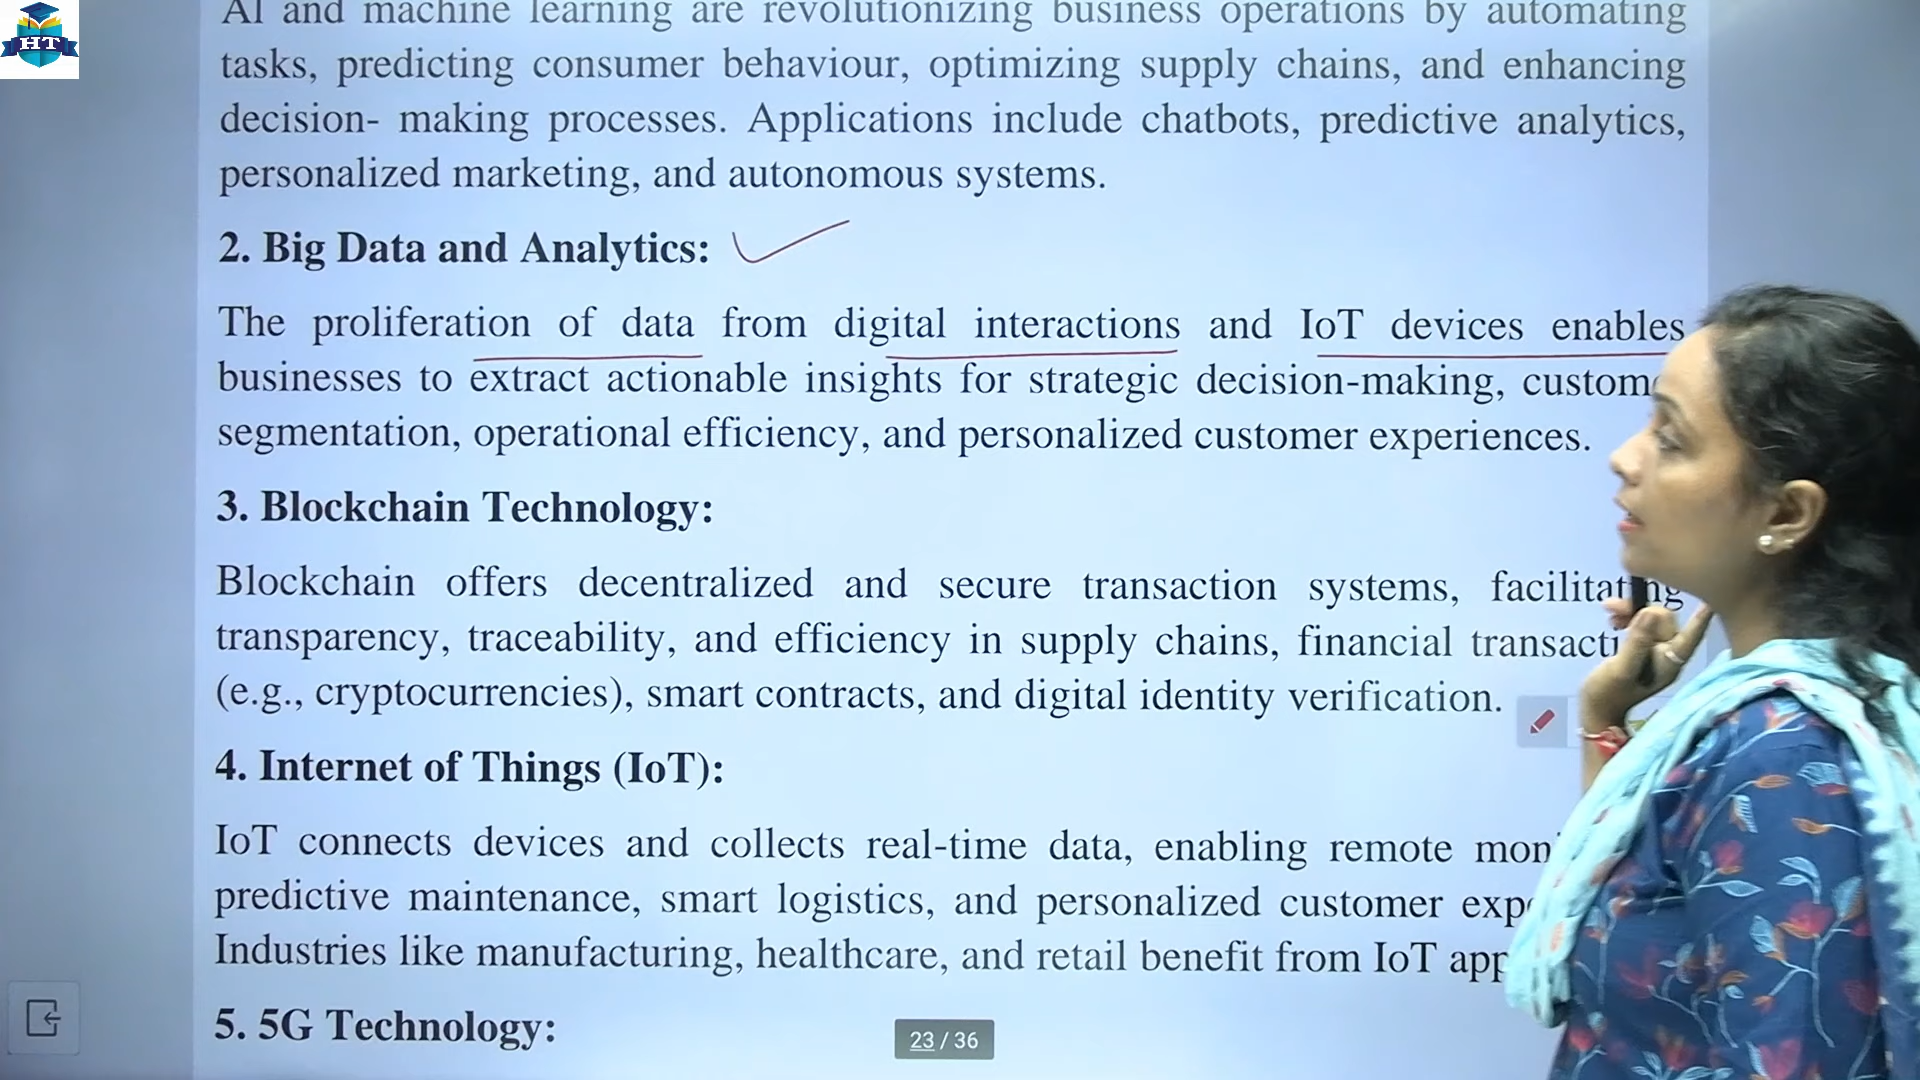 HT
AI and machine learning are revolutionizing business operations by automating
tasks, predicting consumer behaviour, optimizing supply chains, and enhancing
decision- making processes. Applications include chatbots, predictive analytics,
personalized marketing, and autonomous systems.
2. Big Data and Analytics:
The proliferation of data from digital interactions and IoT devices enables
businesses to extract actionable insights for strategic decision-making,
segmentation, operational efficiency, and personalized customer experiences.
3. Blockchain Technology:
Blockchain offers decentralized and secure transaction systems, facilitating
transparency, traceability, and efficiency in supply chains, financial
(e.g., cryptocurrencies), smart contracts, and digital identity verification.
4. Internet of Things (IoT):
IoT connects devices and collects real-time data, enabling remote
predictive maintenance, smart logistics, and personalized customer
Industries like manufacturing, healthcare, and retail benefit from IoT
5. 5G Technology:
23 / 36